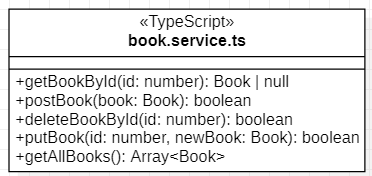 «TypeScript»
book.service.ts
+getBookById(id: number): Book | null
+postBook(book: Book): boolean
+deleteBookById(id: number): boolean
+putBook(id: number, newBook: Book): boolean
+getAllBooks(): Array<Book>